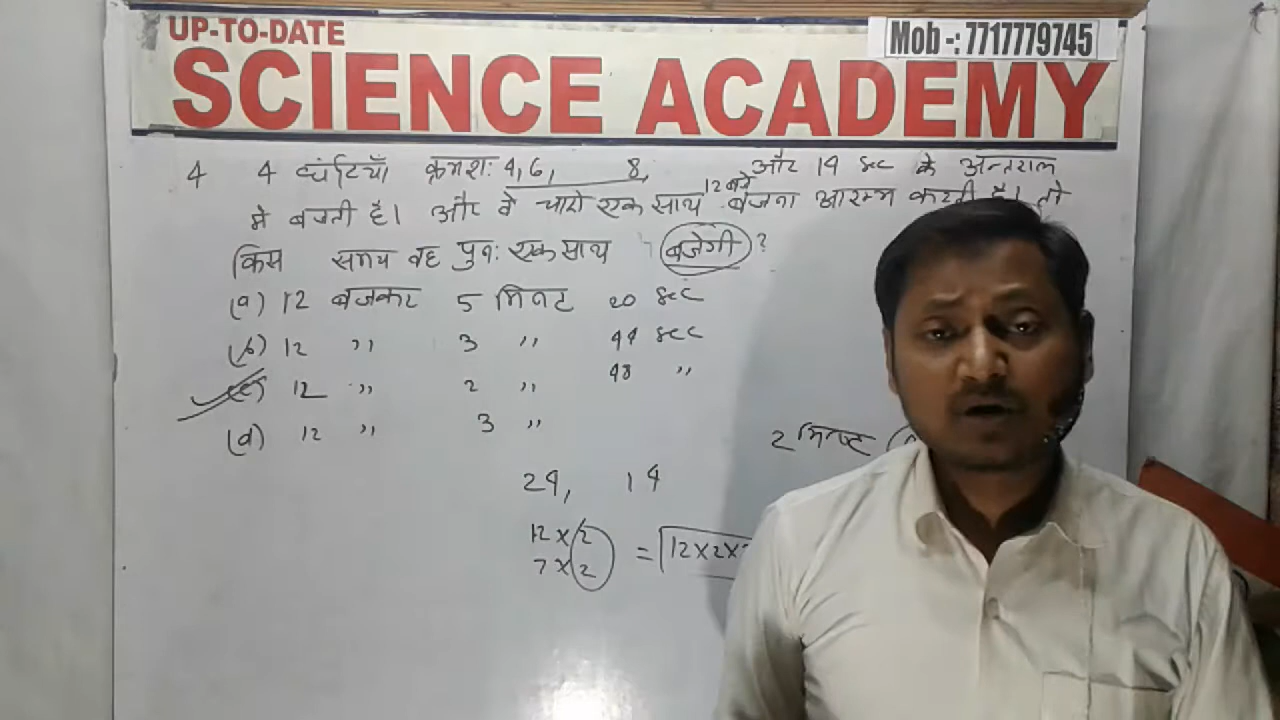 UP-TO-DATE
Mob -: 7717779745
SCIENCE ACADEMY
4 4 घंटियाँ क्रमशः 4, 6, 8, और 14 sec के अन्तराल
मे बजती है। और वे चारो एक साथ 12 बजे बजना आरम्भ करती है। तो
किस समय वह पुनः एक साथ बजेगी ?
(a) 12 बजकर 5 मिनट 20 sec
(b) 12 ,, 3 ,, 44 sec
(c) 12 ,, 2 ,, 48 ,,
(d) 12 ,, 3 ,,
2 मिनट
24, 14
12 x 2
7 x 2
= 12x2x